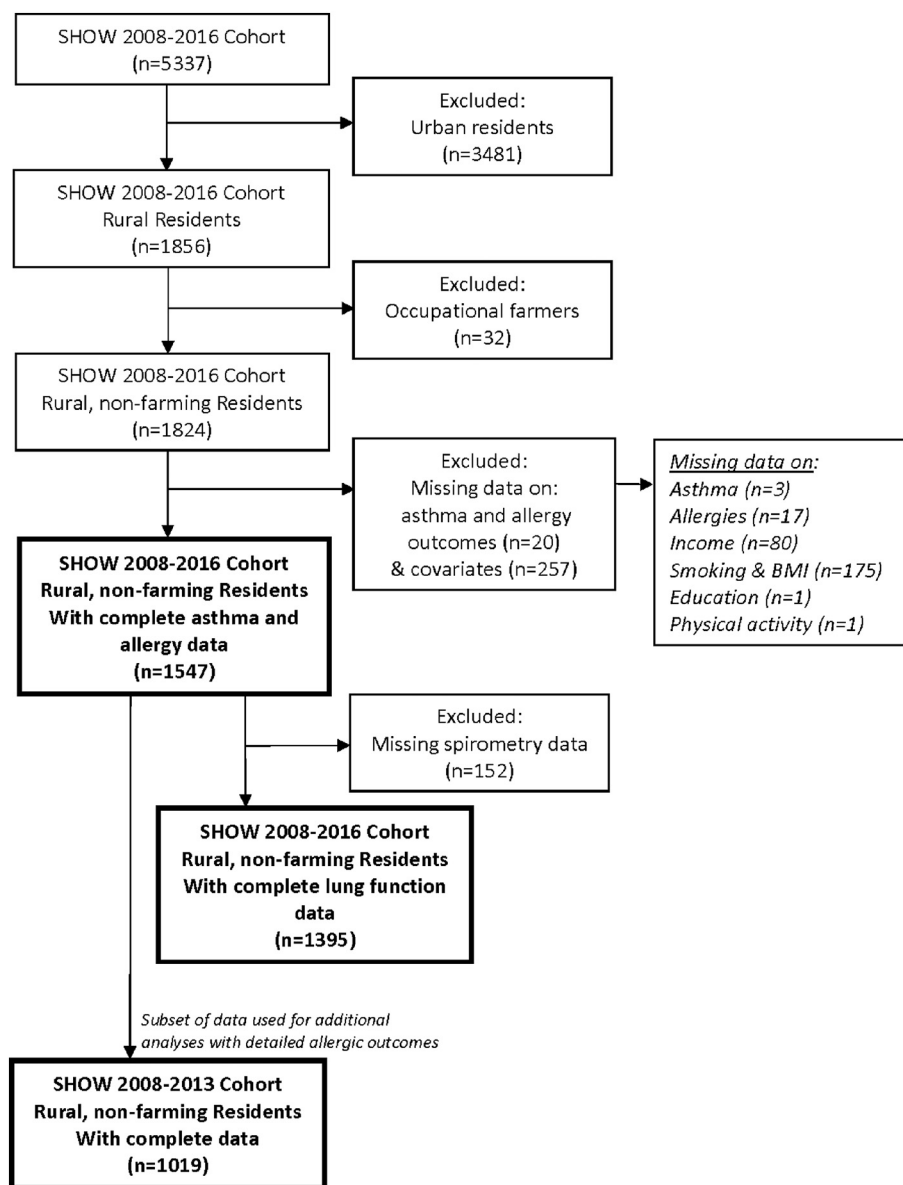 SHOW 2008-2016 Cohort
(n=5337)
Excluded:
Urban residents
(n=3481)
SHOW 2008-2016 Cohort
Rural Residents
(n=1856)
Excluded:
Occupational farmers
(n=32)
SHOW 2008-2016 Cohort
Rural, non-farming Residents
(n=1824)
Excluded:
Missing data on:
asthma and allergy
outcomes (n=20)
& covariates (n=257)
Missing data on:
Asthma (n=3)
Allergies (n=17)
Income (n=80)
Smoking & BMI (n=175)
Education (n=1)
Physical activity (n=1)
SHOW 2008-2016 Cohort
Rural, non-farming Residents
With complete asthma and
allergy data
(n=1547)
Excluded:
Missing spirometry data
(n=152)
SHOW 2008-2016 Cohort
Rural, non-farming Residents
With complete lung function
data
(n=1395)
Subset of data used for additional
analyses with detailed allergic outcomes
SHOW 2008-2013 Cohort
Rural, non-farming Residents
With complete data
(n=1019)